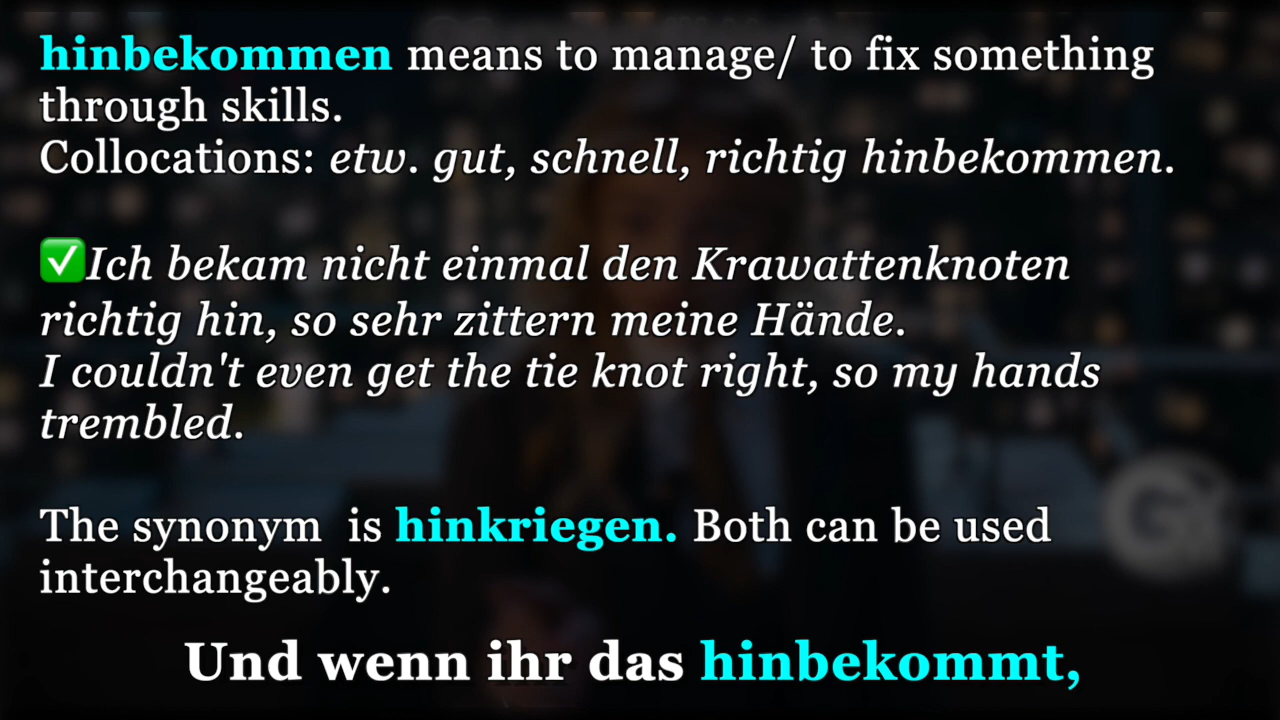 hinbekommen means to manage/ to fix something
through skills.
Collocations: etw. gut, schnell, richtig hinbekommen.
✅Ich bekam nicht einmal den Krawattenknoten
richtig hin, so sehr zittern meine Hände.
I couldn't even get the tie knot right, so my hands
trembled.
The synonym is hinkriegen. Both can be used
interchangeably.
Und wenn ihr das hinbekommt,